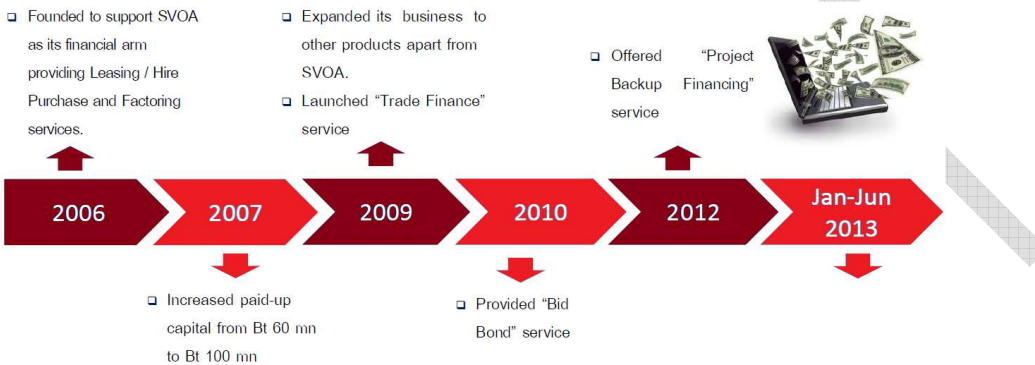 Founded to support SVOA
as its financial arm
providing Leasing / Hire
Purchase and Factoring
services.
Expanded its business to
other products apart from
SVOA.
Launched “Trade Finance”
service
Offered “Project
Backup Financing”
service
2006
2007
2009
2010
2012
Jan-Jun
2013
Increased paid-up
capital from Bt 60 mn
to Bt 100 mn
Provided “Bid
Bond” service